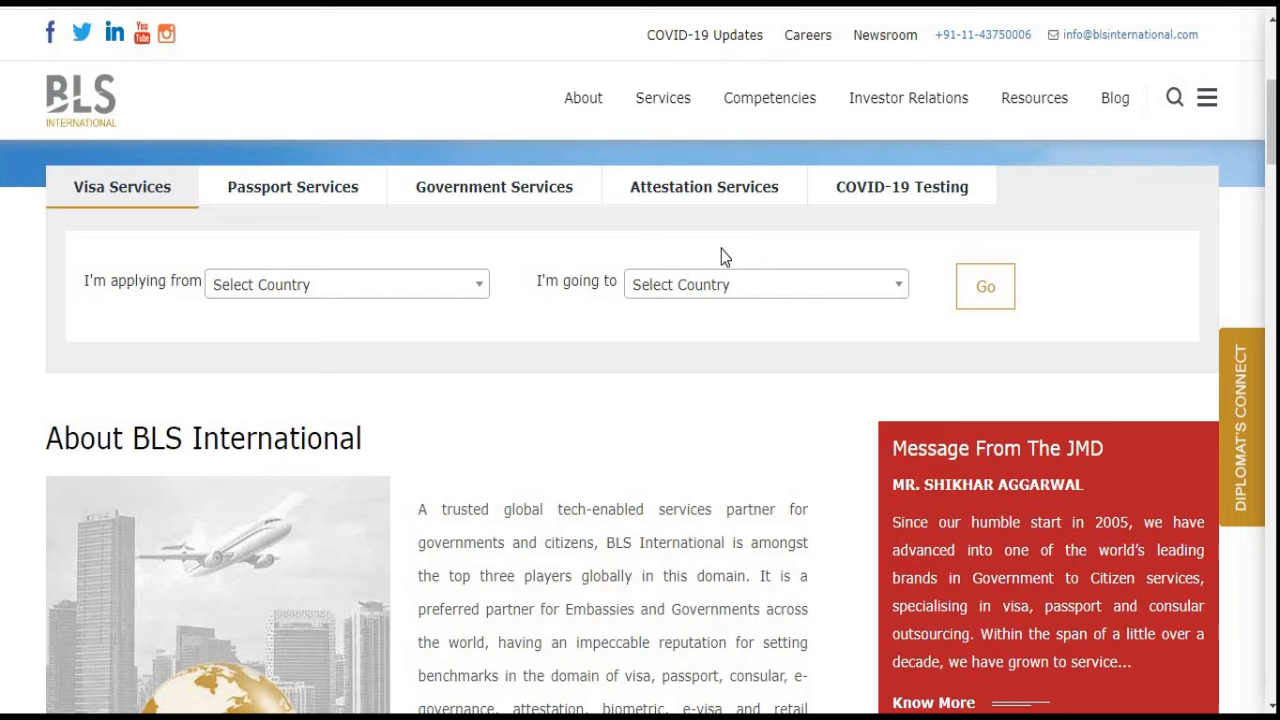 You
Tube
COVID-19 Updates Careers Newsroom +91-11-43750006 info@blsinternational.com
BLS
INTERNATIONAL
About Services Competencies Investor Relations Resources Blog
Visa Services Passport Services Government Services Attestation Services COVID-19 Testing
I'm applying from Select Country I'm going to Select Country Go
DIPLOMAT'S CONNECT
About BLS International
A trusted global tech-enabled services partner for
governments and citizens, BLS International is amongst
the top three players globally in this domain. It is a
preferred partner for Embassies and Governments across
the world, having an impeccable reputation for setting
benchmarks in the domain of visa, passport, consular, e-
governance, attestation, biometric, e-visa and retail
Message From The JMD
MR. SHIKHAR AGGARWAL
Since our humble start in 2005, we have
advanced into one of the world's leading
brands in Government to Citizen services,
specialising in visa, passport and consular
outsourcing. Within the span of a little over a
decade, we have grown to service...
Know More